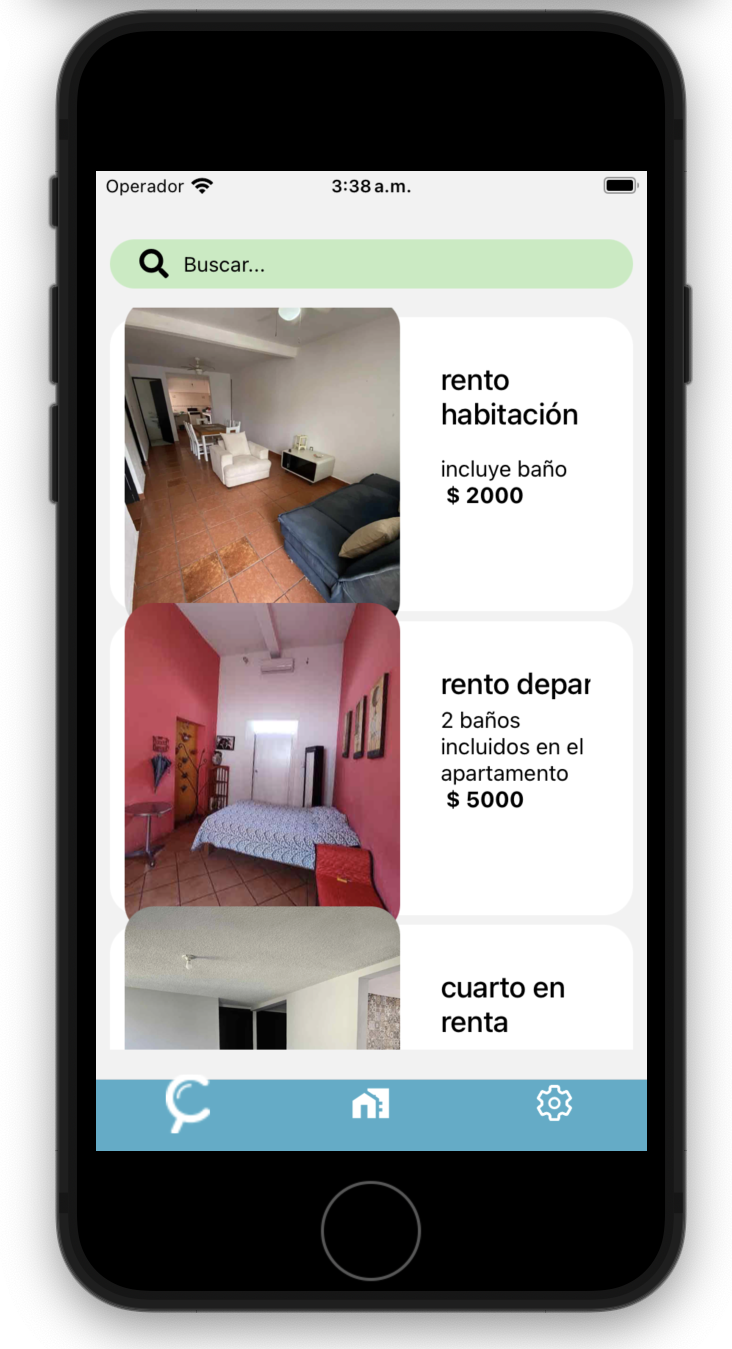 Operador
3:38 a.m.
Buscar...
rento
habitación
incluye baño
$ 2000
rento depar
2 baños
incluidos en el
apartamento
$ 5000
cuarto en
renta